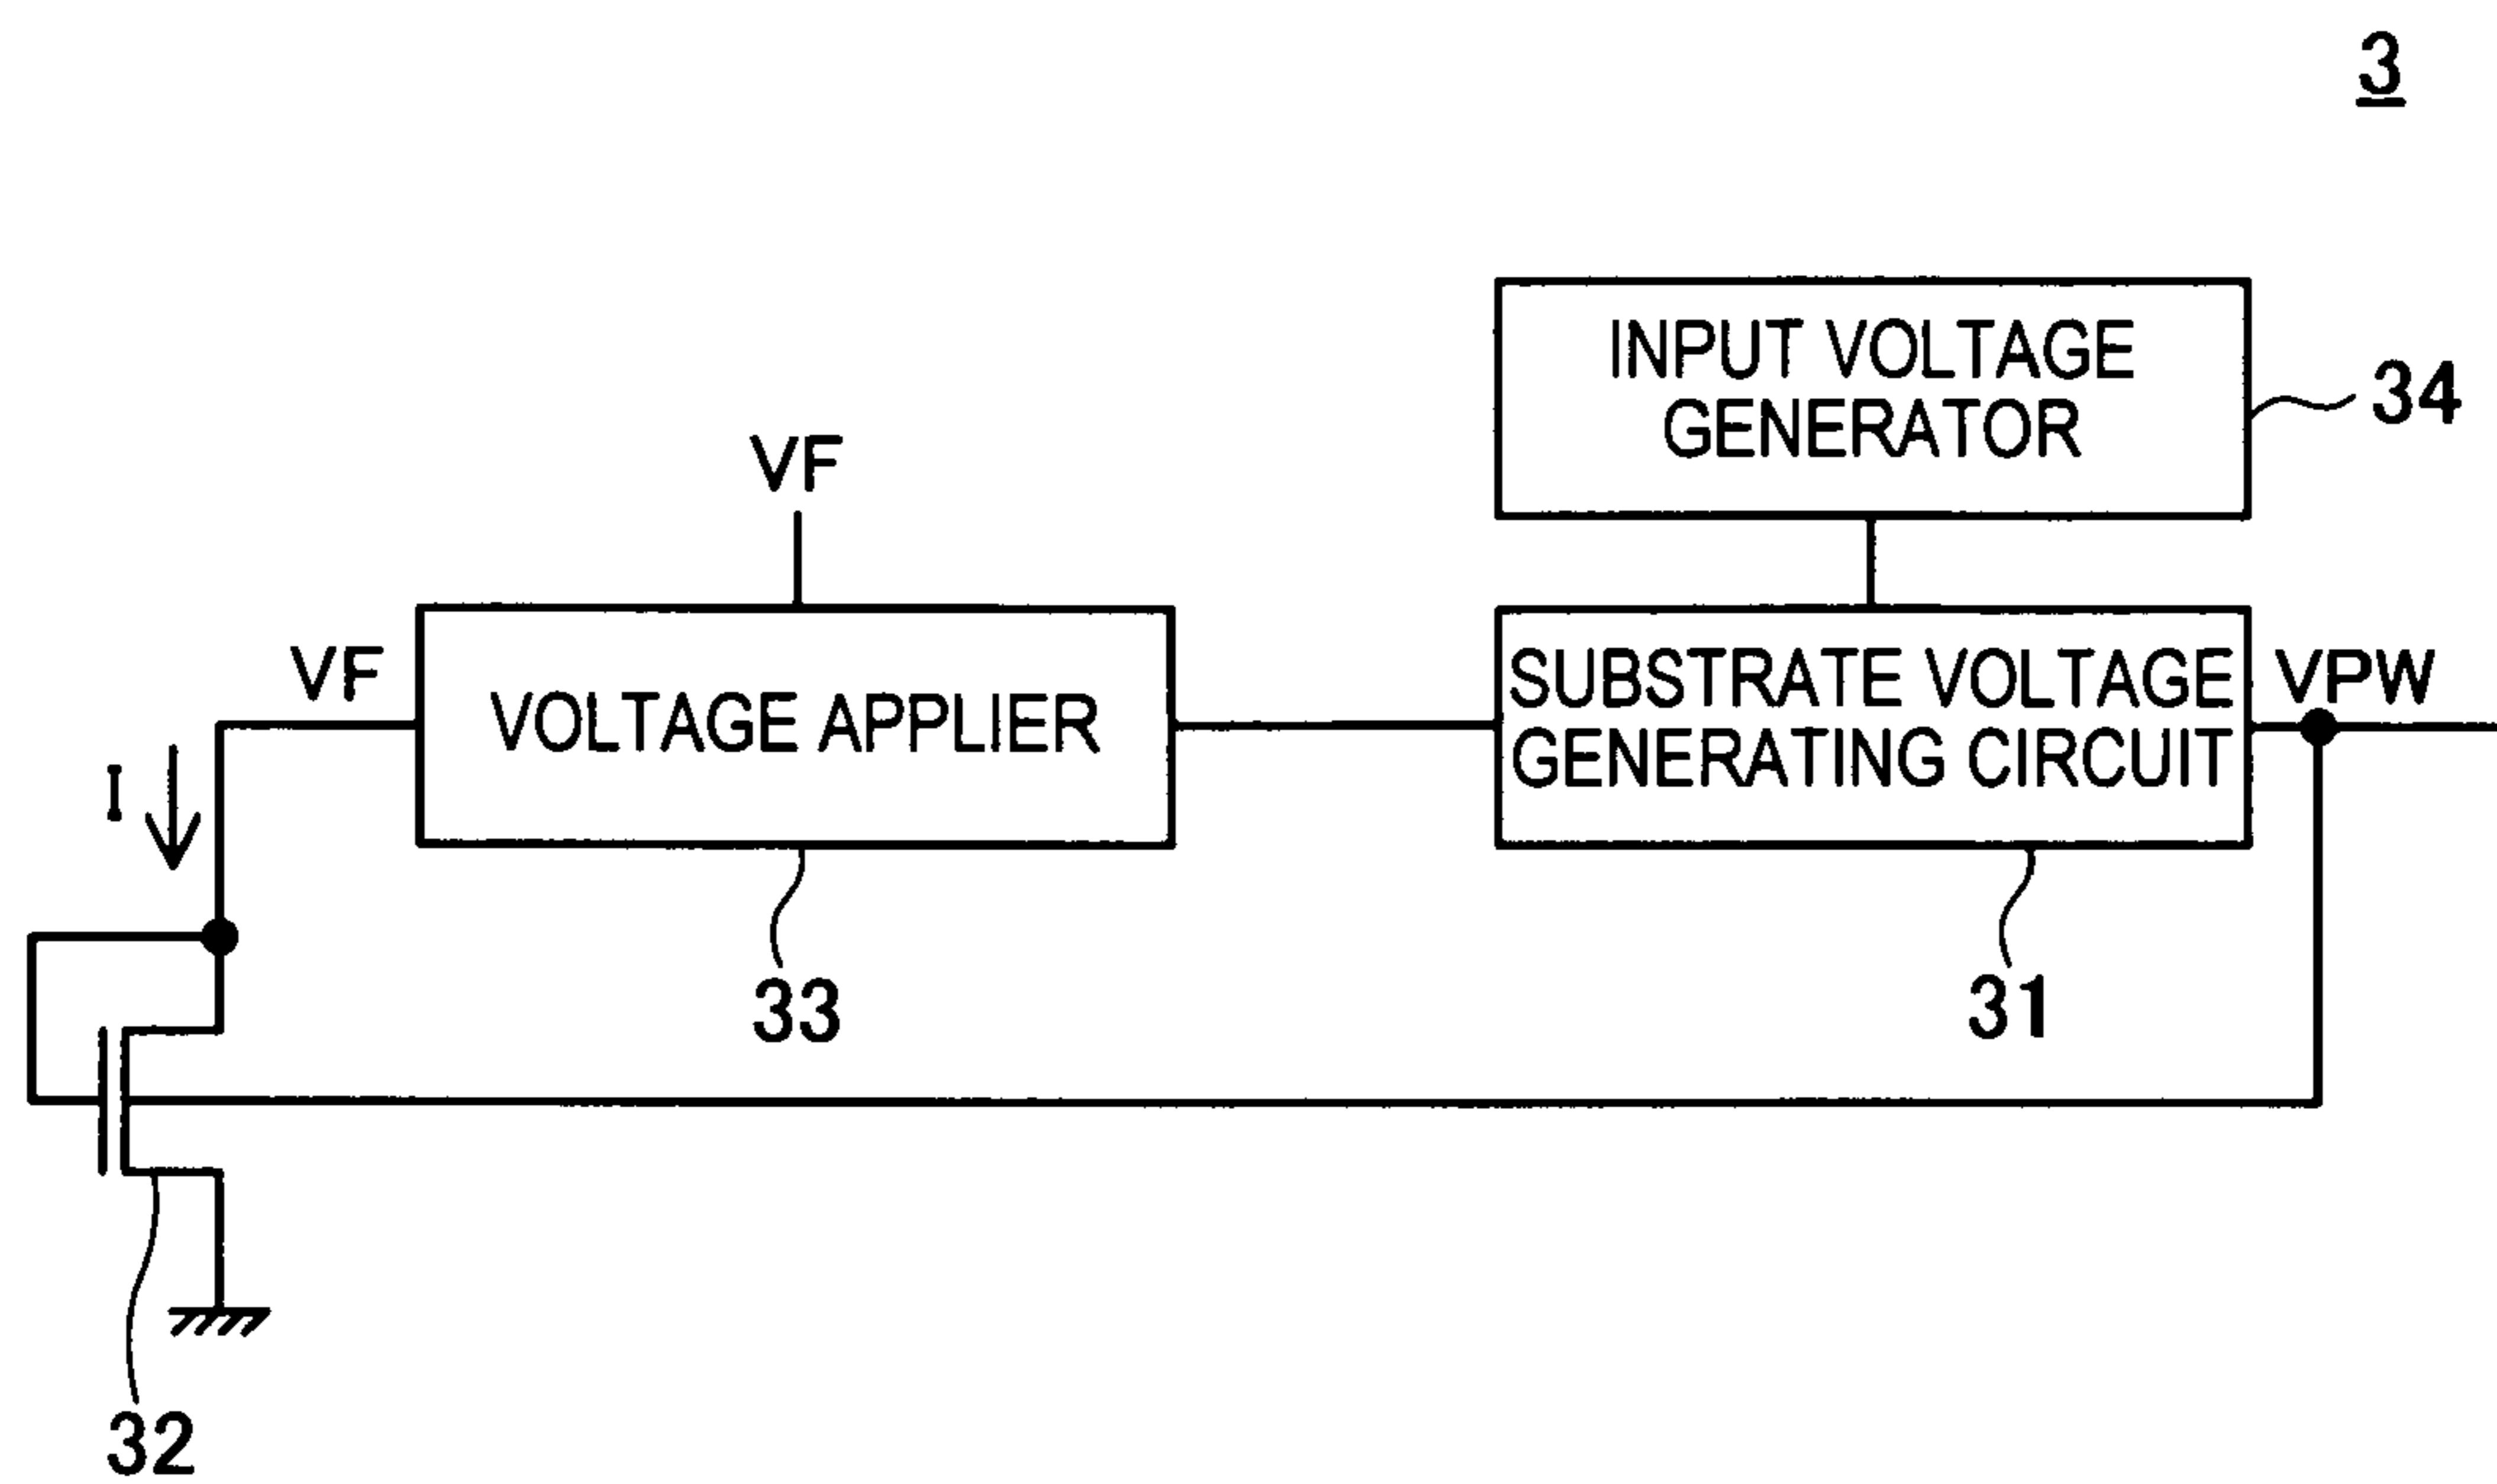 3
INPUT VOLTAGE
GENERATOR
34
VF
VF
VOLTAGE APPLIER
SUBSTRATE VOLTAGE
GENERATING CIRCUIT
VPW
I
33
31
32